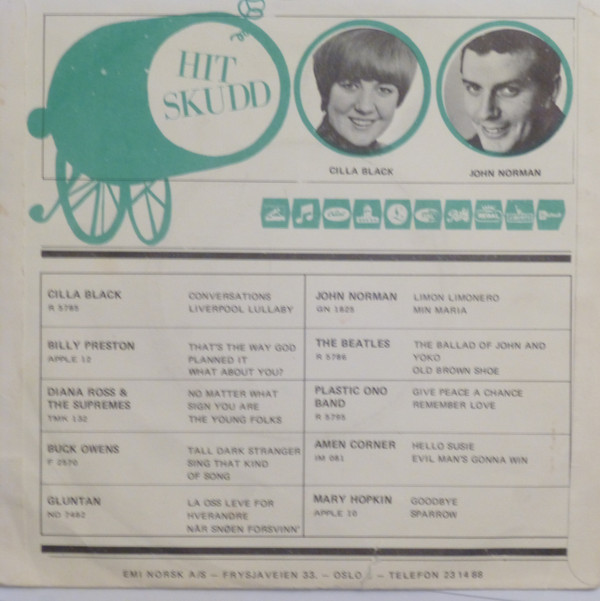 HIT
SKUDD
CILLA BLACK
JOHN NORMAN
CILLA BLACK
R 5785
CONVERSATIONS
LIVERPOOL LULLABY
JOHN NORMAN
GN 1825
LIMON LIMONERO
MIN MARIA
BILLY PRESTON
APPLE 12
THAT'S THE WAY GOD
PLANNED IT
WHAT ABOUT YOU?
THE BEATLES
R 5786
THE BALLAD OF JOHN AND
YOKO
OLD BROWN SHOE
DIANA ROSS &
THE SUPREMES
TMK 132
NO MATTER WHAT
SIGN YOU ARE
THE YOUNG FOLKS
PLASTIC ONO
BAND
R 5795
GIVE PEACE A CHANCE
REMEMBER LOVE
BUCK OWENS
F 2570
TALL DARK STRANGER
SING THAT KIND
OF SONG
AMEN CORNER
IM 081
HELLO SUSIE
EVIL MAN'S GONNA WIN
GLUNTAN
ND 7482
LA OSS LEVE FOR
HVERANDRE
NÅR SNØEN FORSVINN'
MARY HOPKIN
APPLE 10
GOODBYE
SPARROW
EMI NORSK A/S – FRYSJAVEIEN 33. – OSLO – TELEFON 23 14 88